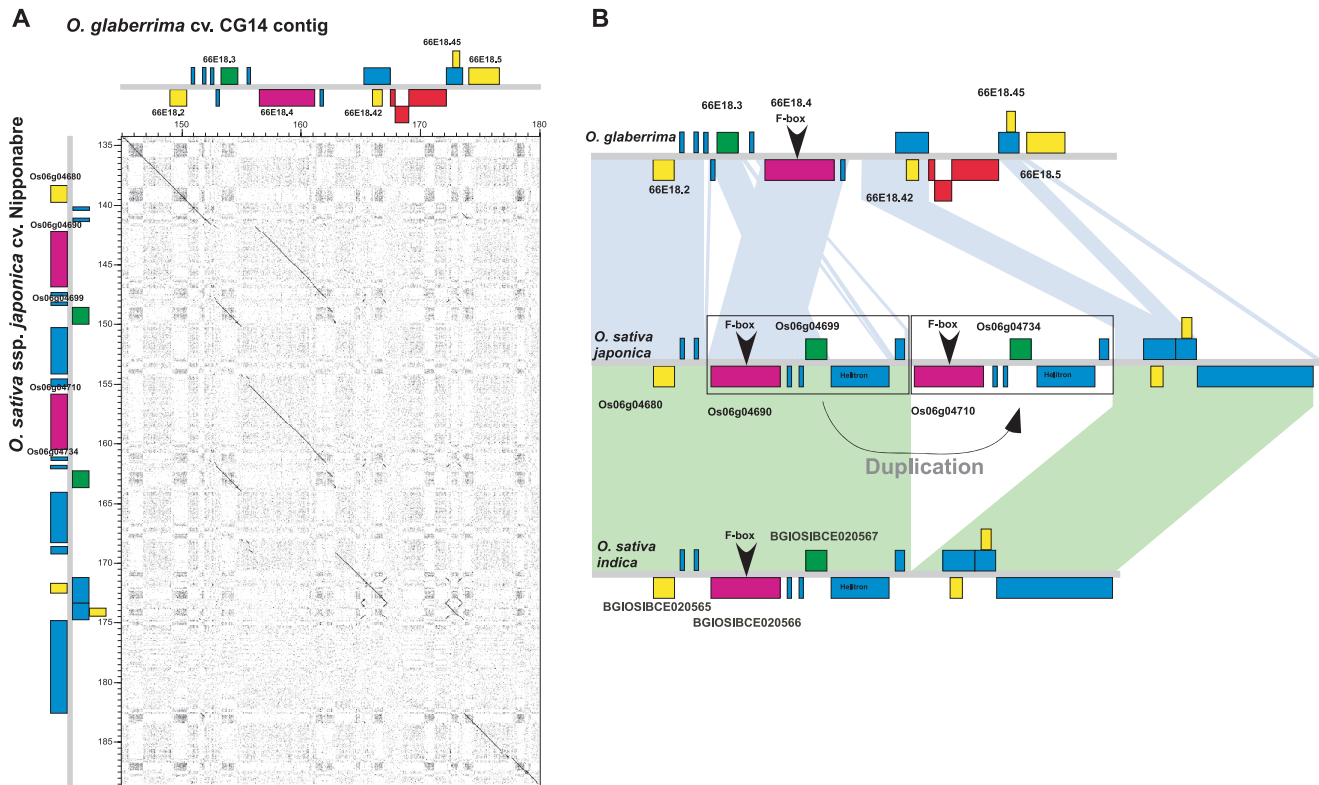 A
O. glaberrima cv. CG14 contig
66E18.45
66E18.3
66E18.5
66E18.2
66E18.4
66E18.42
150
160
170
180
O. sativa ssp. japonica cv. Nipponabre
Os06g04680
Os06g04690
Os06g04699
Os06g04710
Os06g04734
135
140
145
150
155
160
165
170
175
180
185
B
66E18.45
66E18.3
66E18.4
F-box
O. glaberrima
66E18.2
66E18.42
66E18.5
O. sativa
japonica
F-box
Os06g04699
F-box
Os06g04734
Helitron
Helitron
Os06g04680
Os06g04690
Os06g04710
Duplication
O. sativa
indica
F-box
BGIOSIBCE020567
Helitron
BGIOSIBCE020565
BGIOSIBCE020566